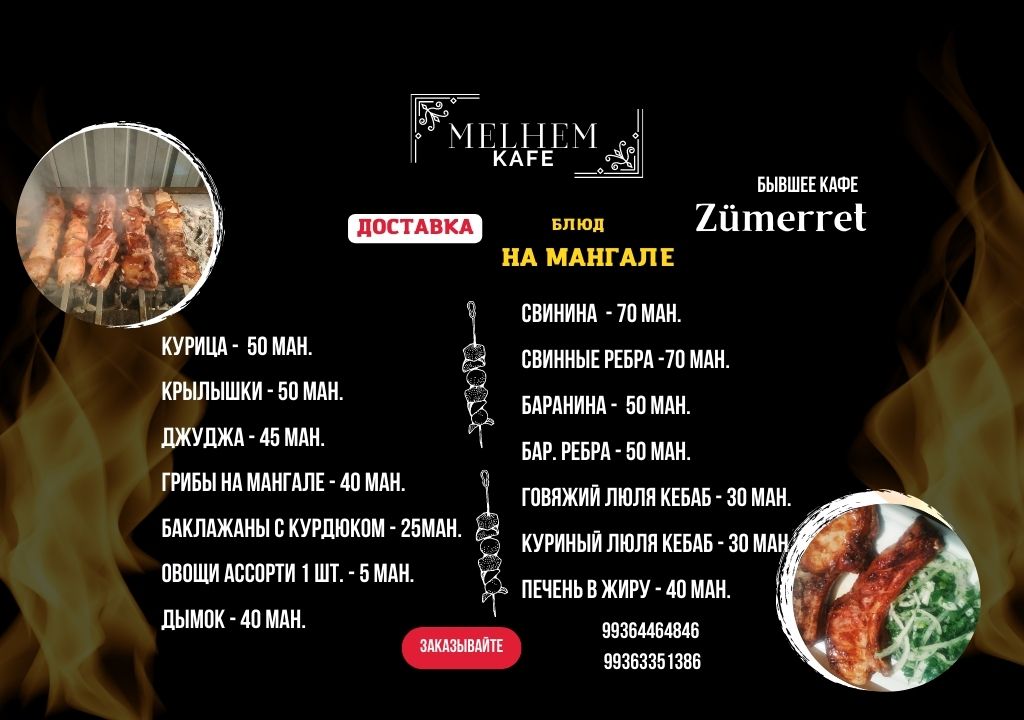 MELHEM
KAFE
БЫВШЕЕ КАФЕ
Zümerret
ДОСТАВКА
БЛЮД
НА МАНГАЛЕ
КУРИЦА - 50 МАН.
КРЫЛЫШКИ - 50 МАН.
ДЖУДЖА - 45 МАН.
ГРИБЫ НА МАНГАЛЕ - 40 МАН.
БАКЛАЖАНЫ С КУРДЮКОМ - 25МАН.
ОВОЩИ АССОРТИ 1 ШТ. - 5 МАН.
ДЫМОК - 40 МАН.
СВИНИНА - 70 МАН.
СВИННЫЕ РЕБРА -70 МАН.
БАРАНИНА - 50 МАН.
БАР. РЕБРА - 50 МАН.
ГОВЯЖИЙ ЛЮЛЯ КЕБАБ - 30 МАН.
КУРИНЫЙ ЛЮЛЯ КЕБАБ - 30 МАН
ПЕЧЕНЬ В ЖИРУ - 40 МАН.
ЗАКАЗЫВАЙТЕ
99364464846
99363351386